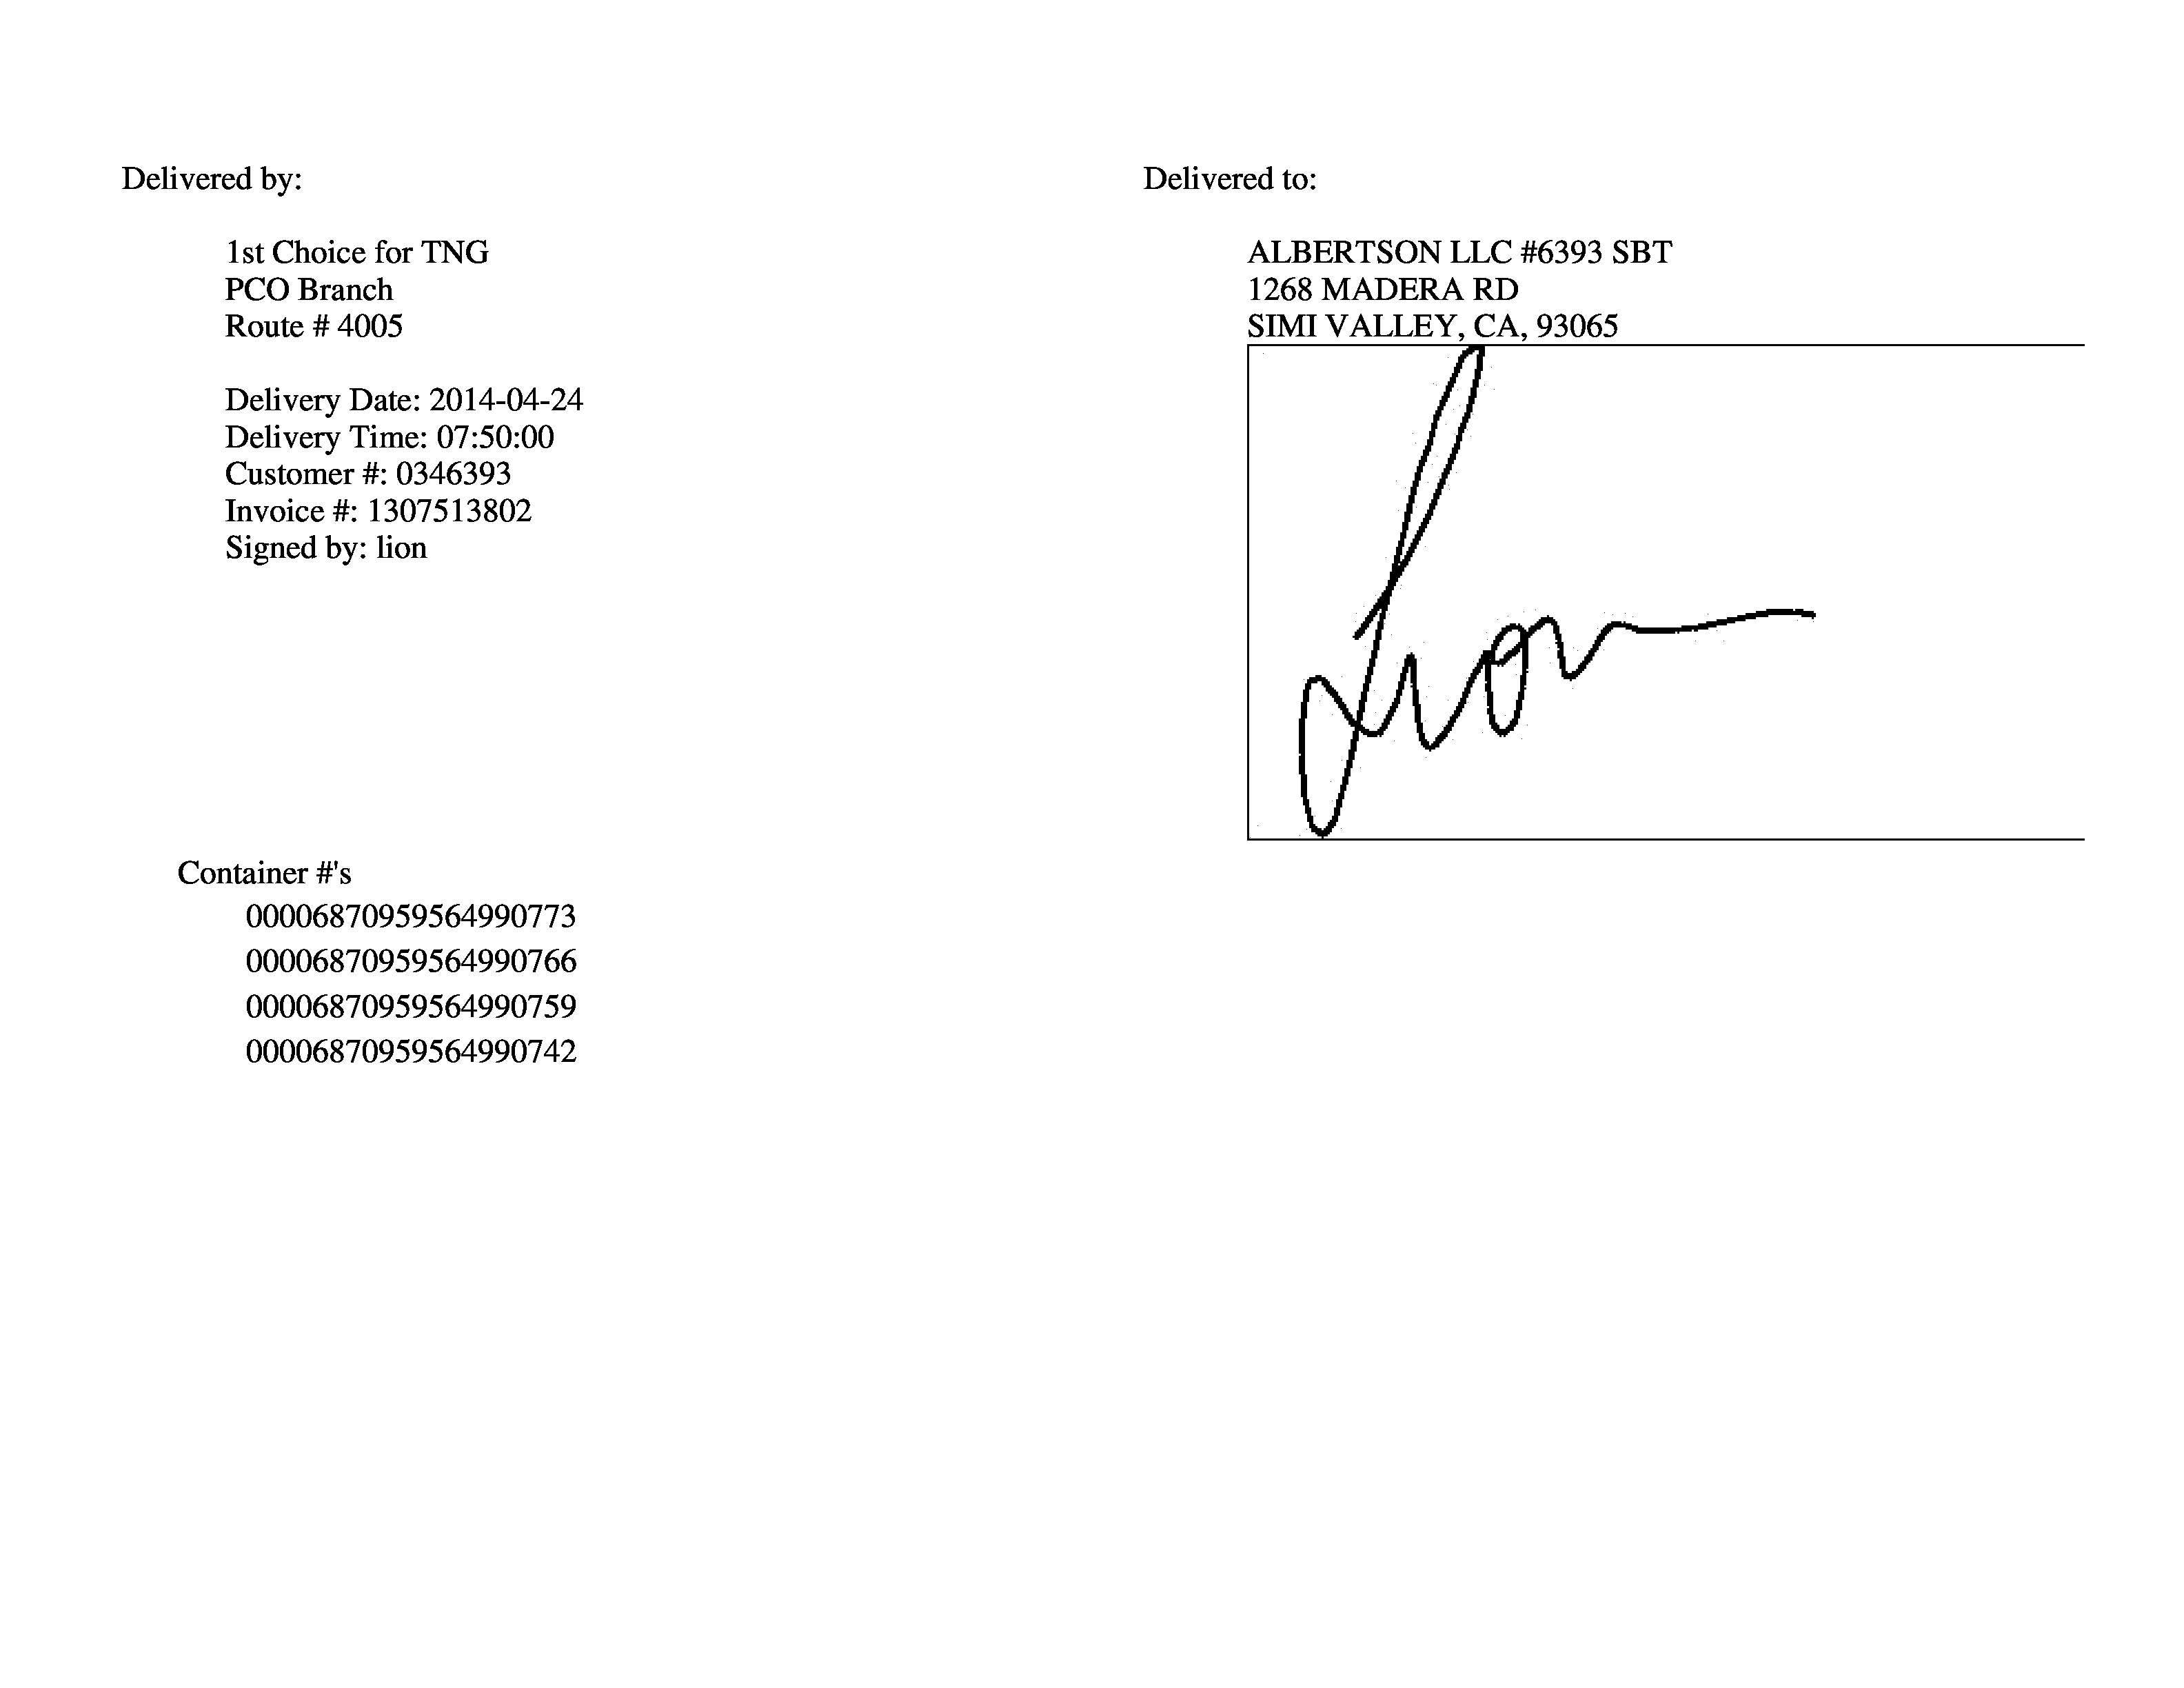 Delivered by:
1st Choice for TNG
PCO Branch
Route # 4005
Delivery Date: 2014-04-24
Delivery Time: 07:50:00
Customer #: 0346393
Invoice #: 1307513802
Signed by: lion
Delivered to:
ALBERTSON LLC #6393 SBT
1268 MADERA RD
SIMI VALLEY, CA, 93065
Lion
Container #'s
00006870959564990773
00006870959564990766
00006870959564990759
00006870959564990742